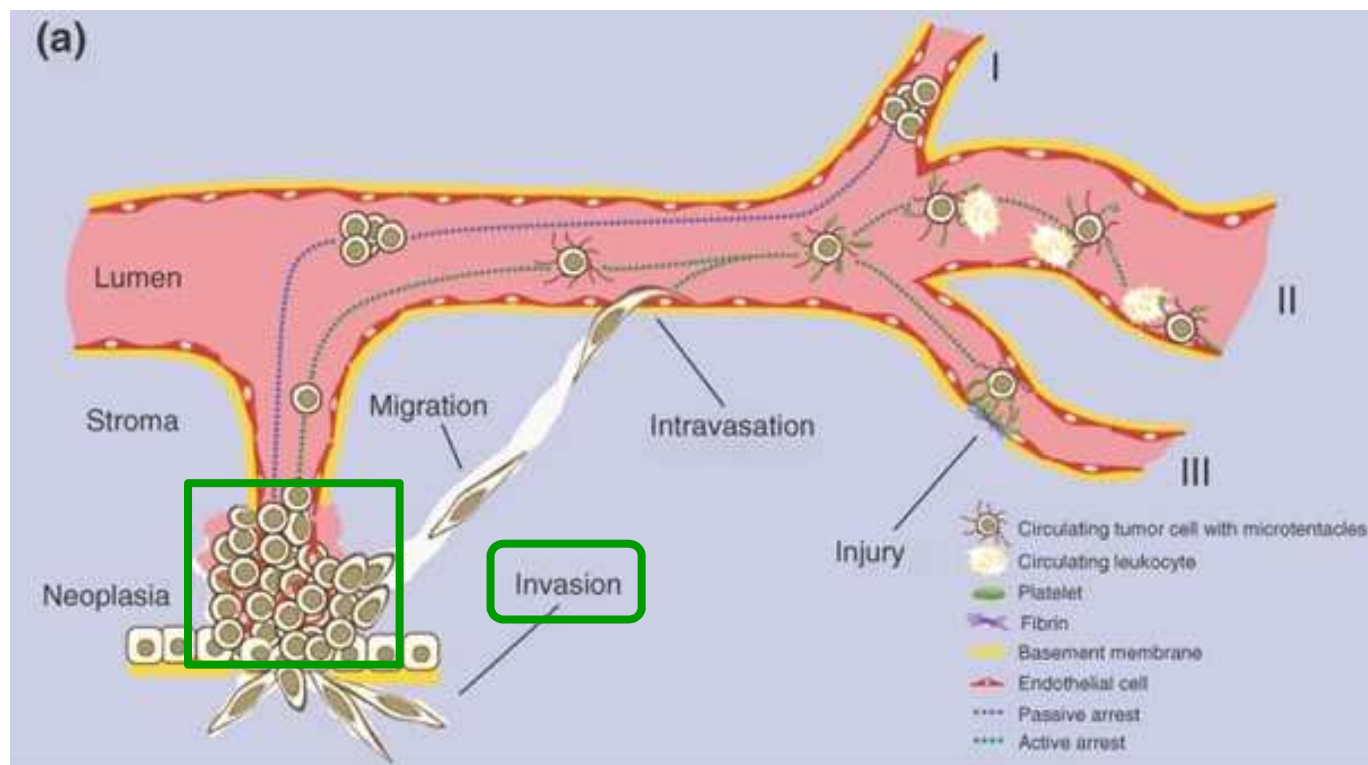 (a)
I
Lumen
II
Stroma
Migration
Intravasation
III
Injury
Neoplasia
Invasion
Circulating tumor cell with microtentacles
Circulating leukocyte
Platelet
Fibrin
Basement membrane
Endothelial cell
Passive arrest
Active arrest